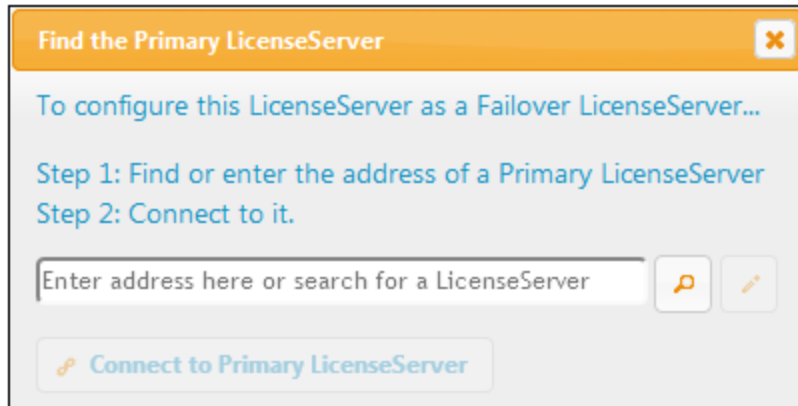 Find the Primary LicenseServer
To configure this LicenseServer as a Failover LicenseServer...
Step 1: Find or enter the address of a Primary LicenseServer
Step 2: Connect to it.
Enter address here or search for a LicenseServer
Connect to Primary LicenseServer